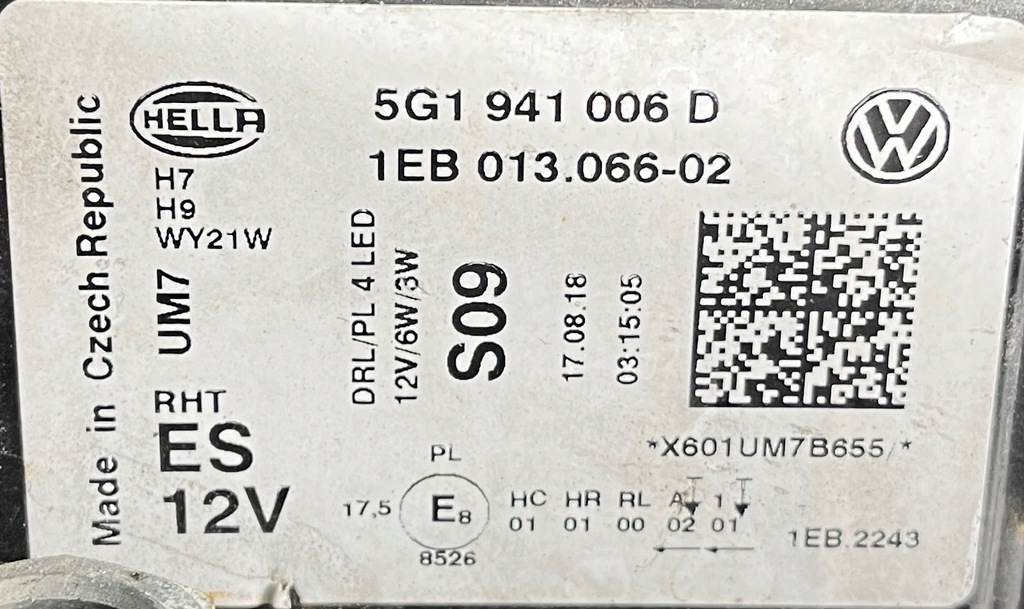 Made in Czech Republic
HELLA
5G1 941 006 D
1EB 013.066-02
VW
H7
H9
WY21W
UM7
DRL/PL 4 LED
12V/6W/3W
S09
17.08.18
03:15:05
RHT
ES
12V
*X601UM7B655/*
PL
17,5 E8 HC HR RL A 1
01 01 00 02 01
8526
1EB.2243